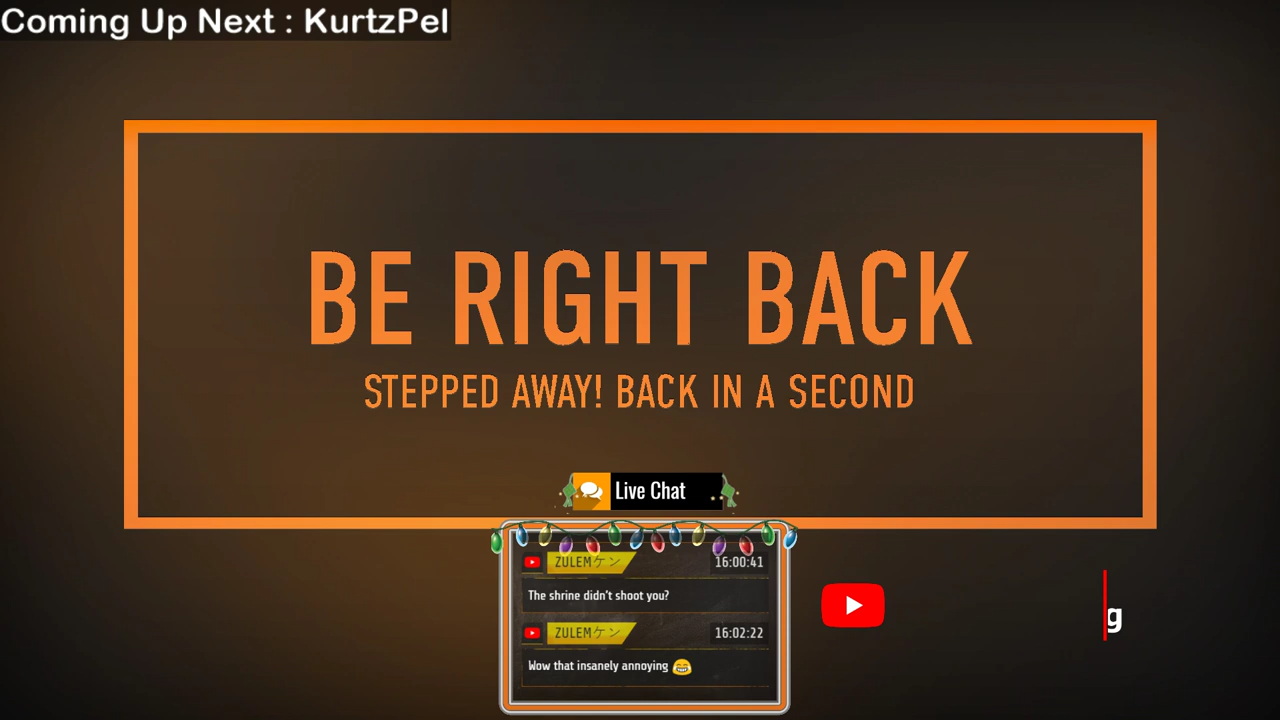 Coming Up Next : KurtzPel
BE RIGHT BACK
STEPPED AWAY! BACK IN A SECOND
Live Chat
ZULEMケン 16:00:41
The shrine didn't shoot you?
ZULEMケン 16:02:22
Wow that insanely annoying 😂
g